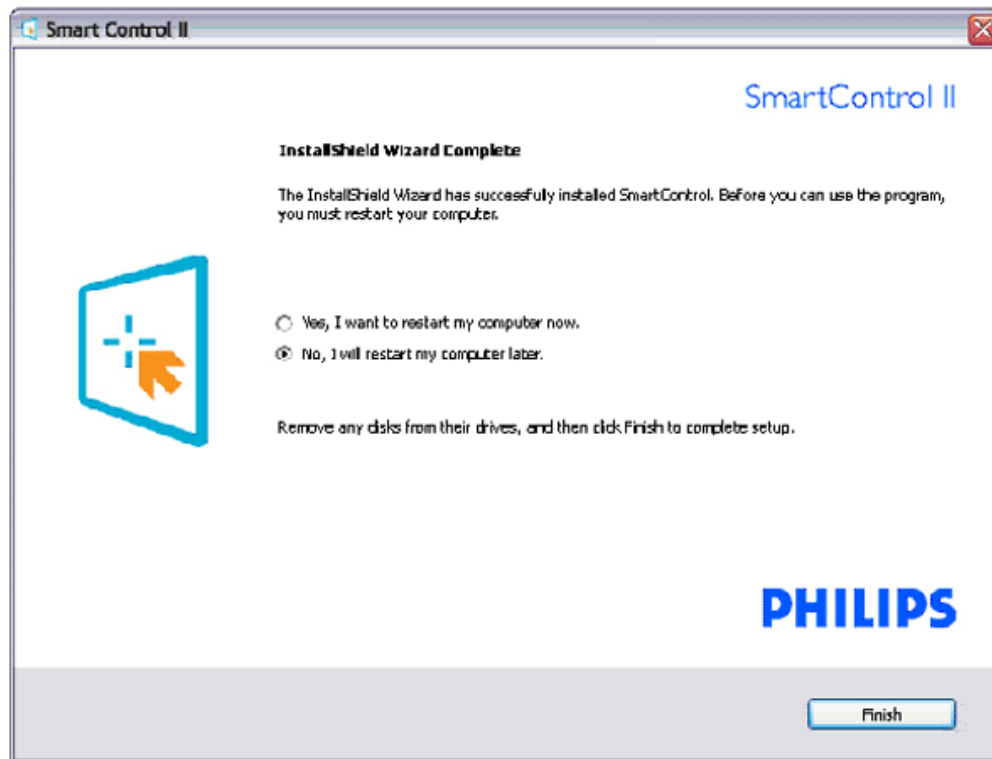 Smart Control II
SmartControl II
InstallShield Wizard Complete
The InstallShield Wizard has successfully installed SmartControl. Before you can use the program,
you must restart your computer.
Yes, I want to restart my computer now.
No, I will restart my computer later.
Remove any disks from their drives, and then click Finish to complete setup.
PHILIPS
Finish